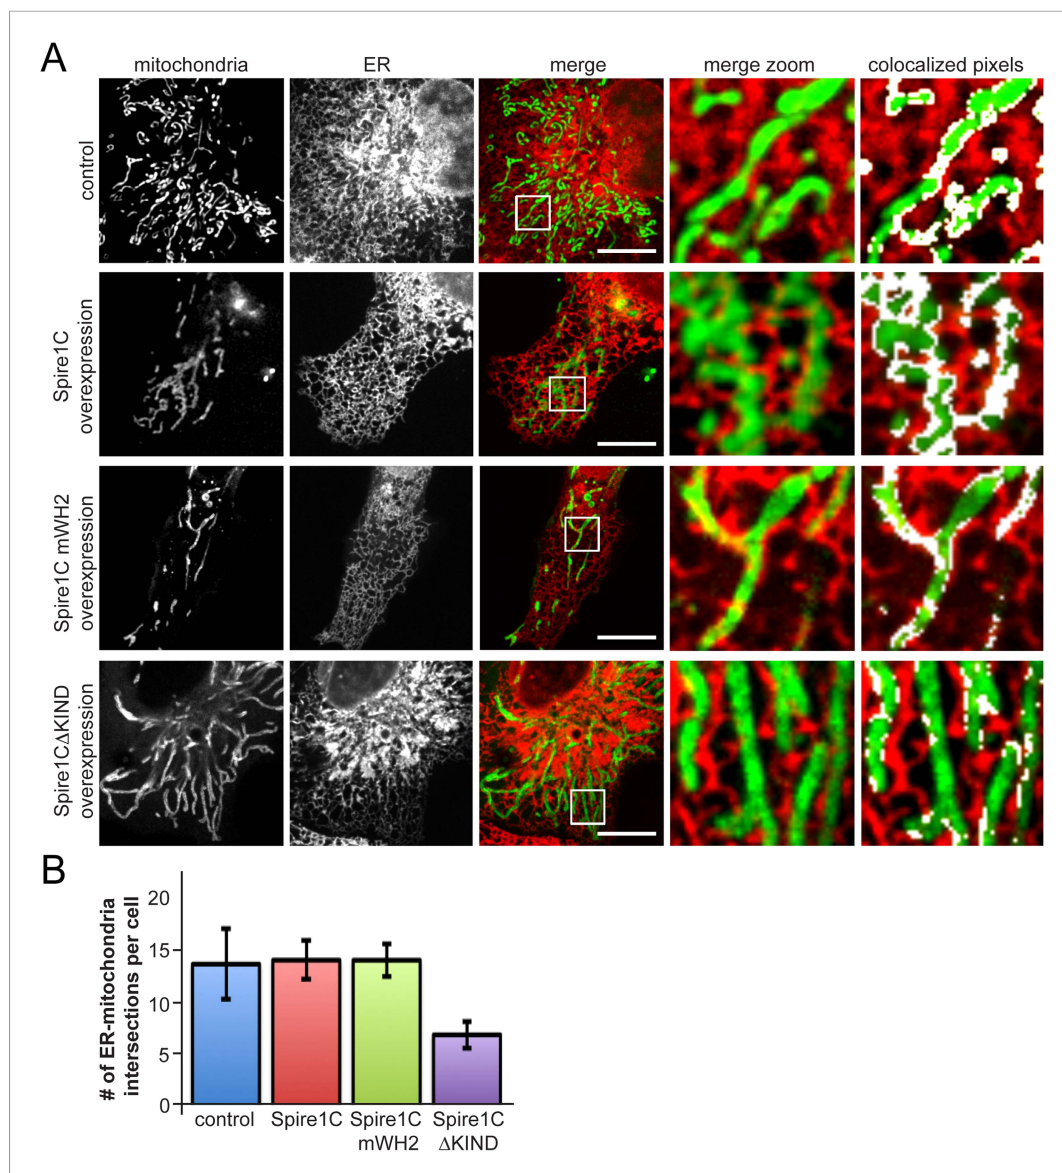 A
mitochondria ER merge merge zoom colocalized pixels
control
Spire1C
overexpression
Spire1C mWH2
overexpression
Spire1CΔKIND
overexpression
B
# of ER-mitochondria
intersections per cell
20
15
10
5
0
control Spire1C Spire1C Spire1C
mWH2 ΔKIND